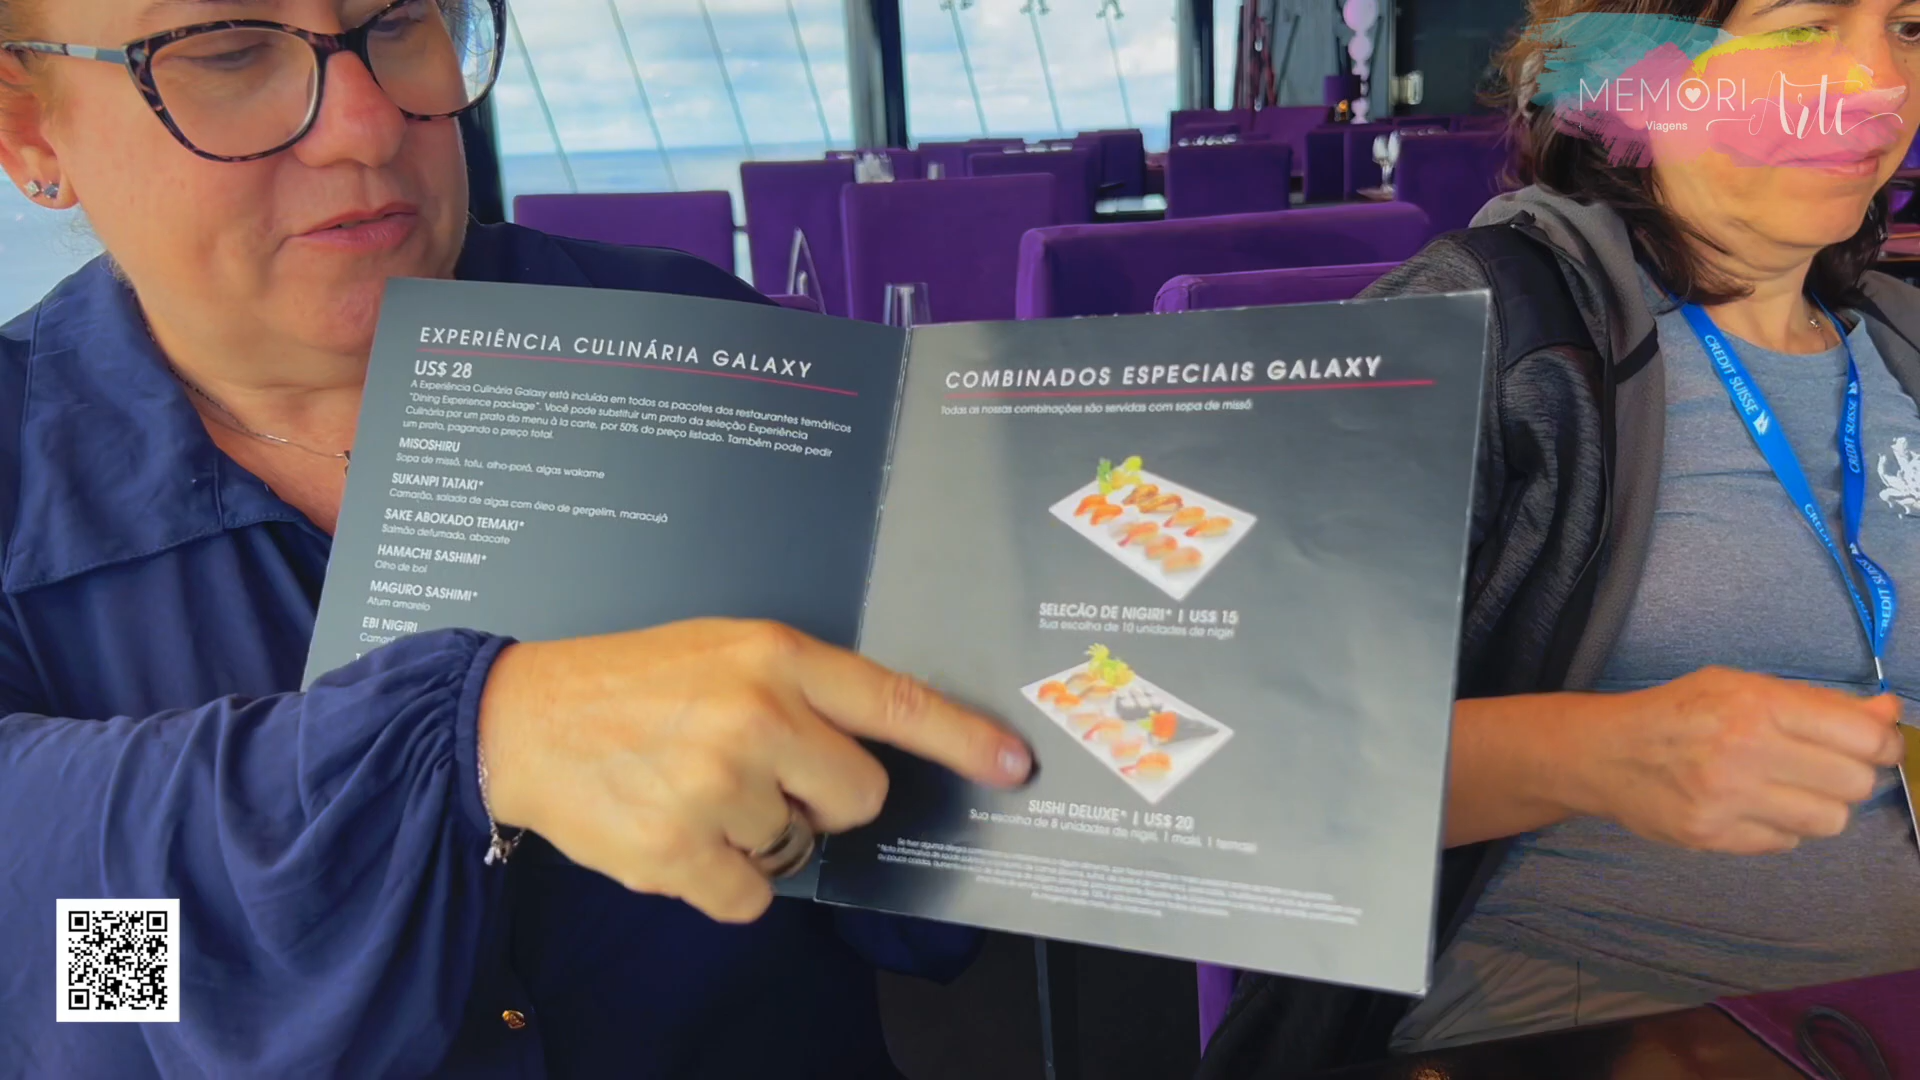 MEMORI Arte
Viagens
EXPERIÊNCIA CULINÁRIA GALAXY
US$ 28
A Experiência Culinária Galaxy está incluída em todos os pacotes dos restaurantes temáticos
"Dining Experience package". Você pode substituir um prato da seleção Experiência
Culinária por um prato do menu à la carte, por 50% do preço listado. Também pode pedir
um prato, pagando o preço total.
MISOSHIRU
Sopa de missô, tofu, alho-poró, algas wakame
SUKANPI TATAKI*
Camarão, salada de algas com óleo de gergelim, maracujá
SAKE ABOKADO TEMAKI*
Salmão defumado, abacate
HAMACHI SASHIMI*
Olho de boi
MAGURO SASHIMI*
Atum amarelo
EBI NIGIRI
COMBINADOS ESPECIAIS GALAXY
Todas as nossas combinações são servidas com sopa de missô
SELEÇÃO DE NIGIRI* | US$ 15
Sua escolha de 10 unidades de nigiri
SUSHI DELUXE* | US$ 20
Sua escolha de 8 unidades de nigiri, 1 maki, 1 temaki
CREDIT SUISSE
CREDIT SUISSE
CREDIT SUISSE
CREDIT